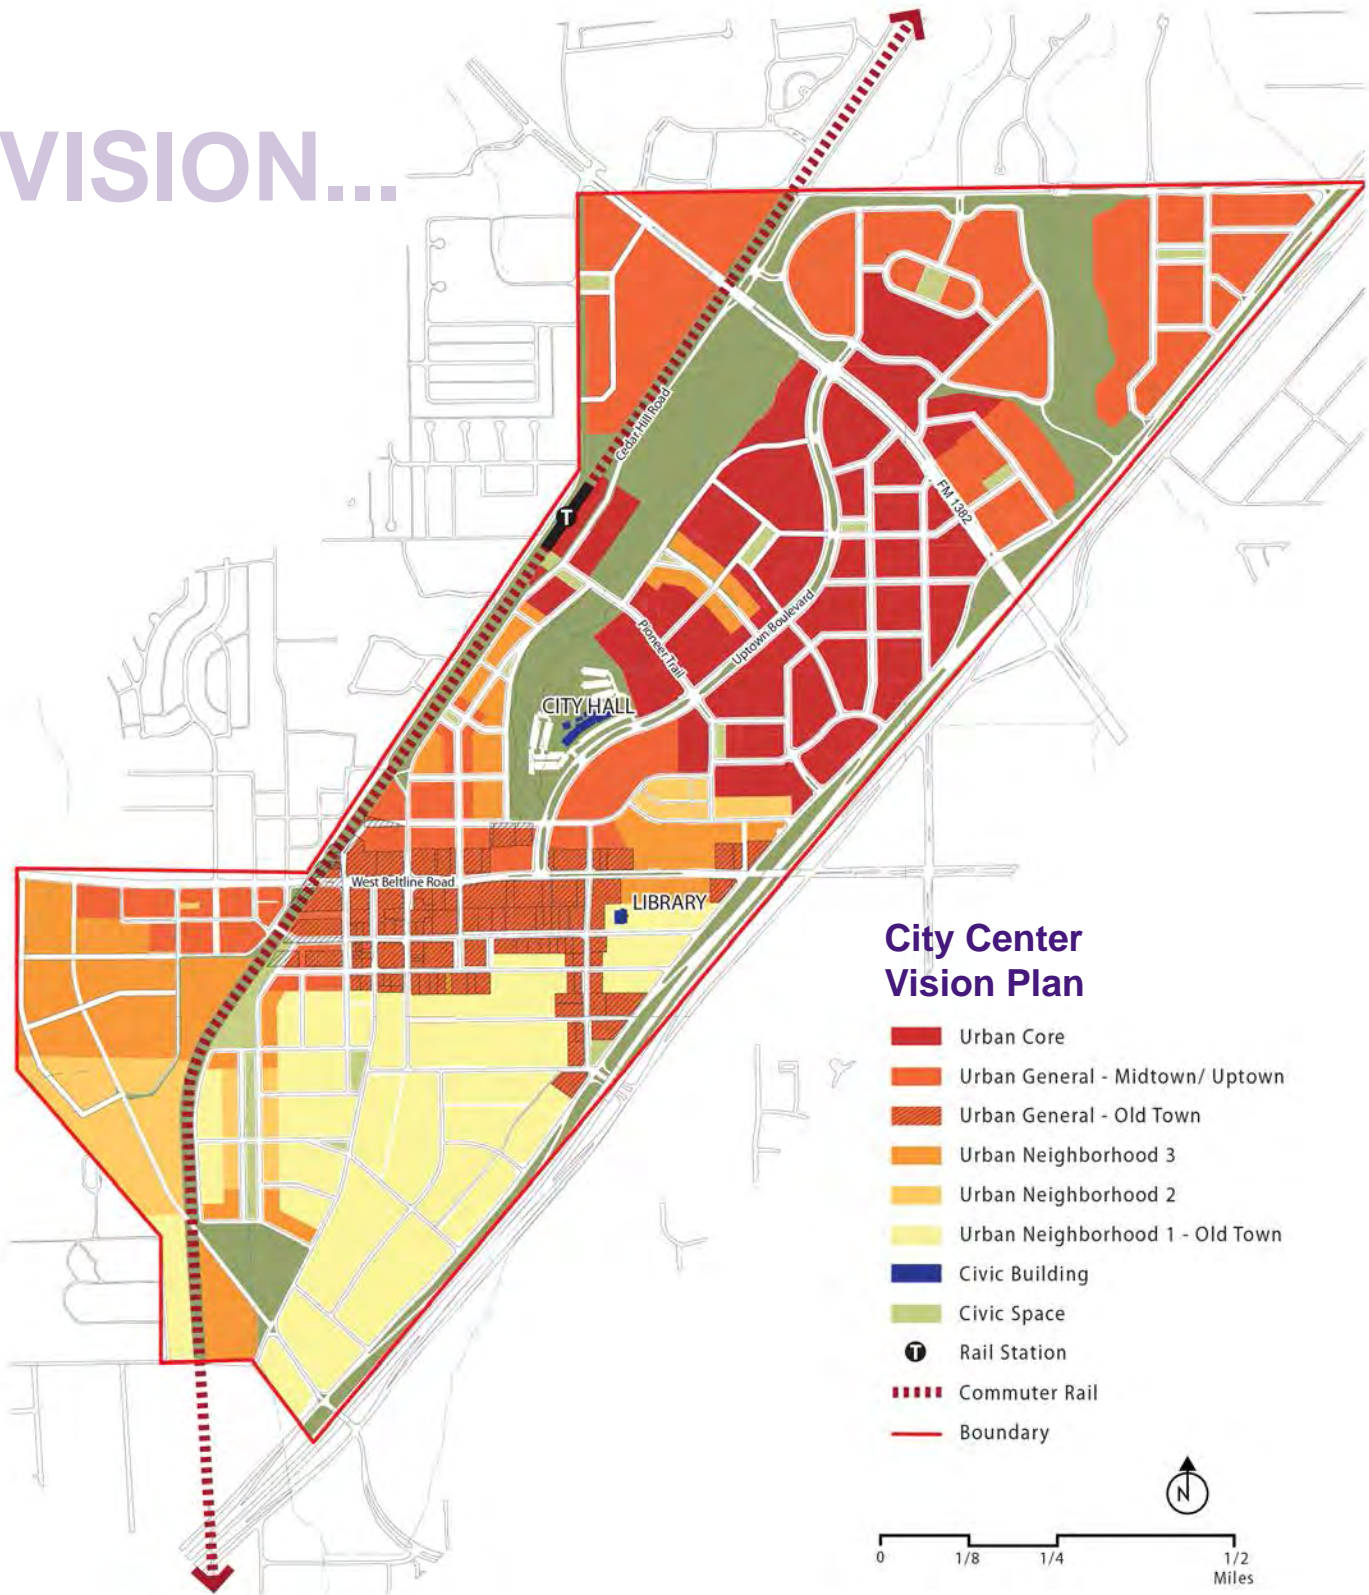 VISION...
Cedar Hill Road
FM 1382
T
Pioneer Trail
Uptown Boulevard
CITY HALL
West Beltline Road
LIBRARY
City Center
Vision Plan
Urban Core
Urban General - Midtown/ Uptown
Urban General - Old Town
Urban Neighborhood 3
Urban Neighborhood 2
Urban Neighborhood 1 - Old Town
Civic Building
Civic Space
T Rail Station
Commuter Rail
Boundary
N
0 1/8 1/4 1/2
Miles